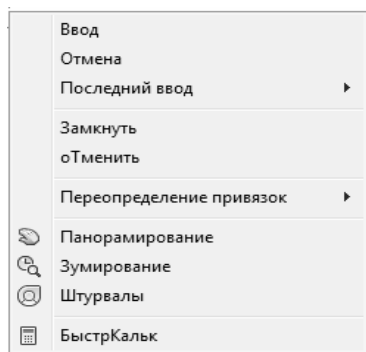 Ввод
Отмена
Последний ввод
Замкнуть
оТменить
Переопределение привязок
Панорамирование
Зумирование
Штурвалы
БыстрКальк